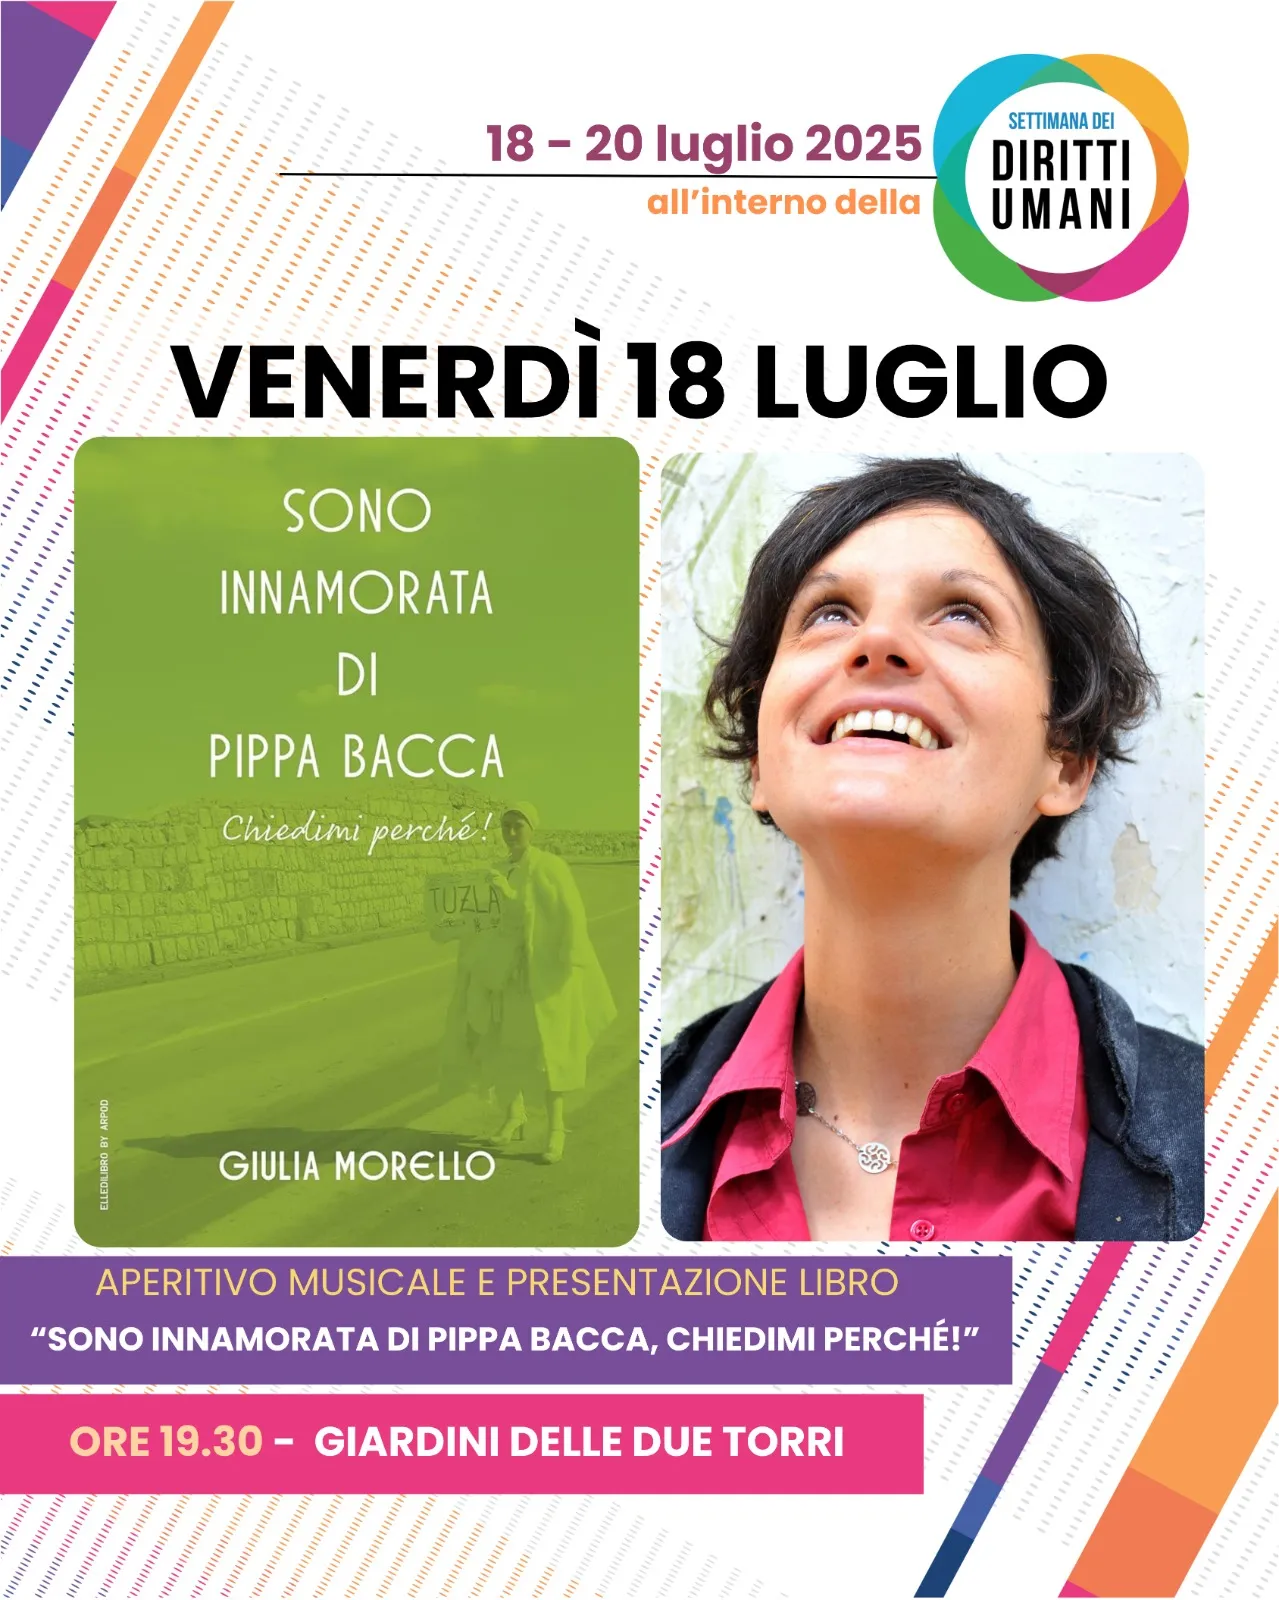 18 - 20 luglio 2025
all'interno della
SETTIMANA DEI
DIRITTI
UMANI
VENERDÌ 18 LUGLIO
SONO
INNAMORATA
DI
PIPPA BACCA
Chiedimi perché!
TUZLA
GIULIA MORELLO
ELLEDILIBRO BY ARPOD
APERITIVO MUSICALE E PRESENTAZIONE LIBRO
“SONO INNAMORATA DI PIPPA BACCA, CHIEDIMI PERCHÉ!”
ORE 19.30 - GIARDINI DELLE DUE TORRI